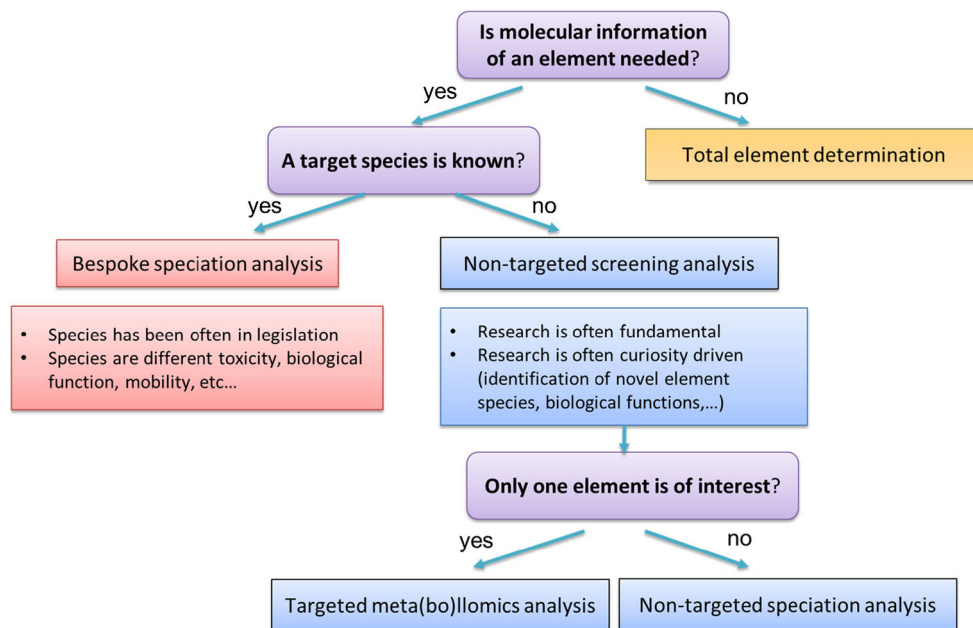 Is molecular information
of an element needed?
yes
no
A target species is known?
Total element determination
yes
no
Bespoke speciation analysis
Non-targeted screening analysis
• Species has been often in legislation
• Species are different toxicity, biological
function, mobility, etc…
• Research is often fundamental
• Research is often curiosity driven
(identification of novel element
species, biological functions,…)
Only one element is of interest?
yes
no
Targeted meta(bo)llomics analysis
Non-targeted speciation analysis